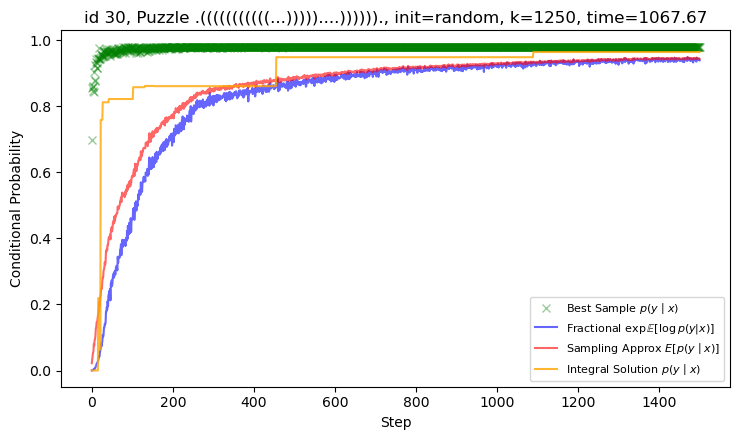 id 30, Puzzle .(((((((((((...)))))....))))))., init=random, k=1250, time=1067.67
1.0
0.8
0.6
0.4
0.2
0.0
Conditional Probability
Best Sample p(y | x)
Fractional exp𝔼[log p(y|x)]
Sampling Approx E[p(y | x)]
Integral Solution p(y | x)
0 200 400 600 800 1000 1200 1400
Step